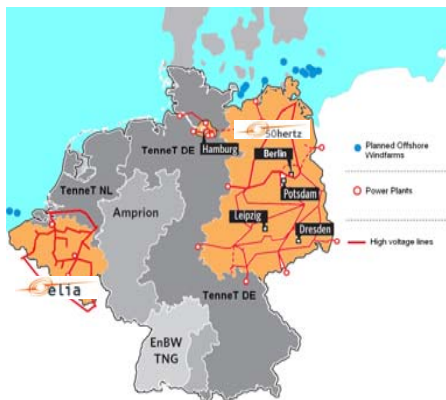 50hertz
TenneT DE
Hamburg
Berlin
TenneT NL
Potsdam
Amprion
Leipzig
Dresden
elia
TenneT DE
EnBW
TNG
Planned Offshore
Windfarms
Power Plants
High voltage lines